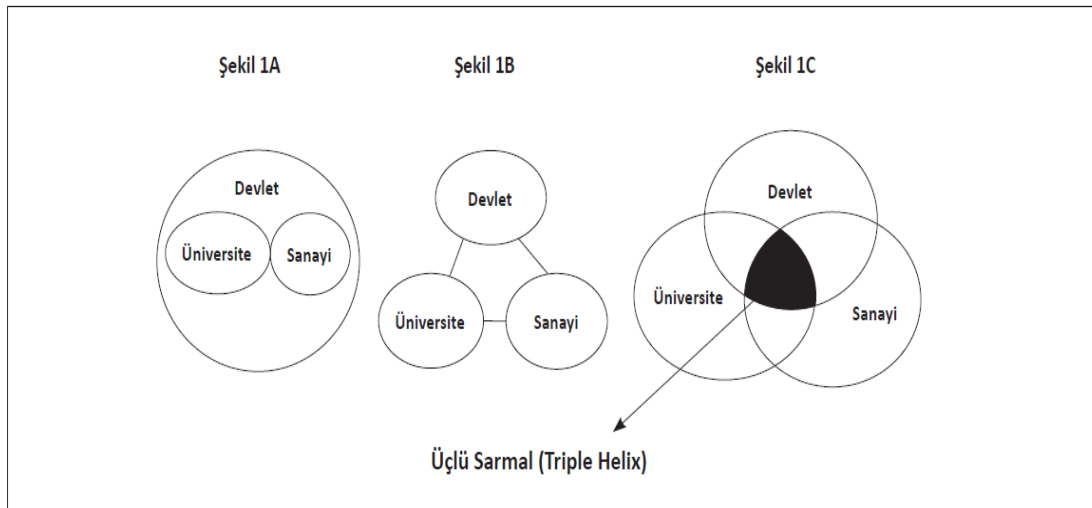 Şekil 1A
Devlet
Üniversite
Sanayi
Şekil 1B
Devlet
Üniversite
Sanayi
Şekil 1C
Devlet
Üniversite
Sanayi
Üçlü Sarmal (Triple Helix)